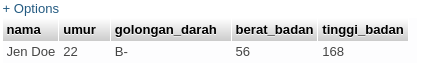 + Options
nama umur golongan_darah berat_badan tinggi_badan
Jen Doe 22 B- 56 168